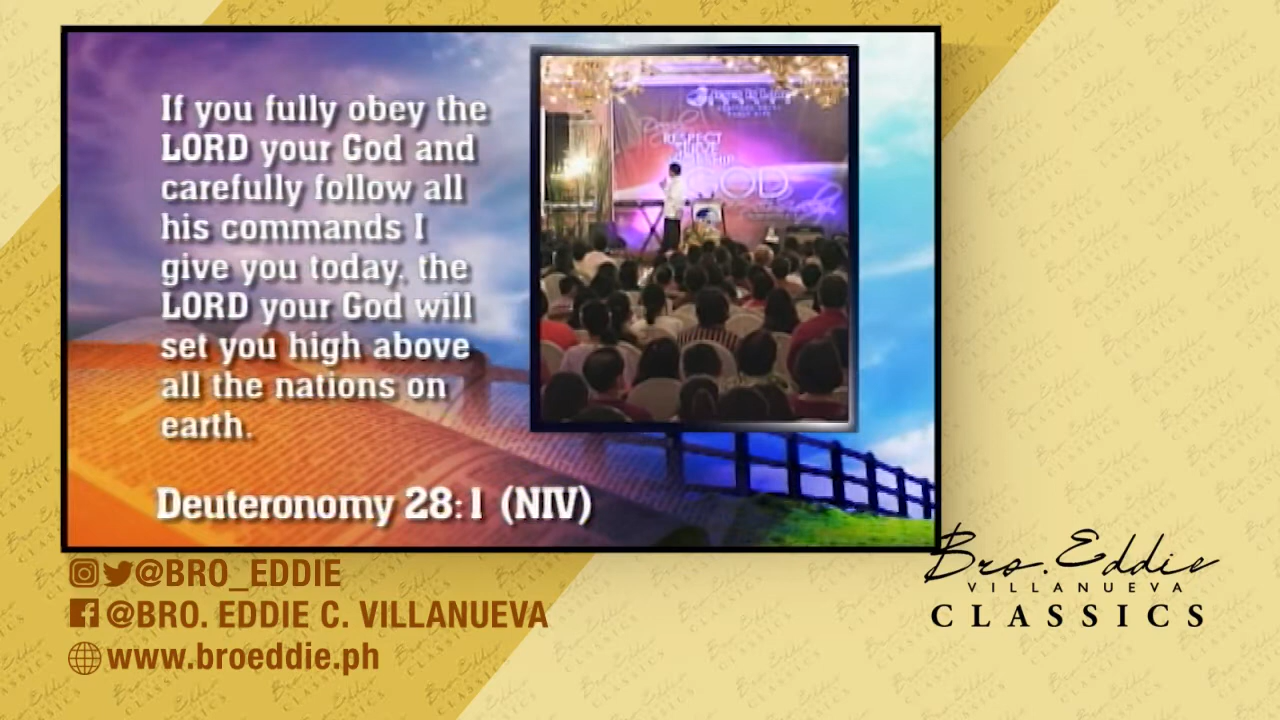 If you fully obey the
LORD your God and
carefully follow all
his commands I
give you today. the
LORD your God will
set you high above
all the nations on
earth.
Deuteronomy 28:1 (NIV)
RESPECT
GOD
@BRO_EDDIE
@BRO. EDDIE C. VILLANUEVA
www.broeddie.ph
Bro. Eddie
VILLANUEVA
CLASSICS